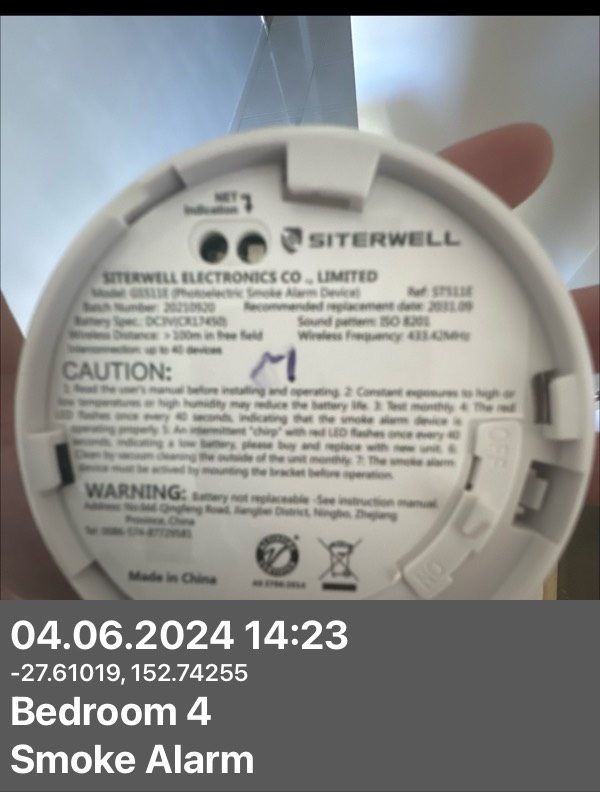 NET
Indication
SITERWELL
SITERWELL ELECTRONICS CO ., LIMITED
Model: GS511E (Photoelectric Smoke Alarm Device) Ref: ST511E
Batch Number: 20210920 Recommended replacement date: 2031.09
Battery Spec.: DC3V(CR17450) Sound pattern: ISO 8201
Wireless Distance: > 100m in free field Wireless Frequency: 433.42MHz
Interconnection: up to 40 devices
CAUTION:
1: Read the user's manual before installing and operating. 2: Constant exposures to high or
low temperatures or high humidity may reduce the battery life. 3: Test monthly. 4: The red
LED flashes once every 40 seconds, indicating that the smoke alarm device is
operating properly. 5: An intermittent "chirp" with red LED flashes once every 40
seconds, indicating a low battery, please buy and replace with new unit. 6:
Clean by vacuum cleaning the outside of the unit monthly. 7: The smoke alarm
device must be actived by mounting the bracket before operation.
WARNING: Battery not replaceable -See instruction manual.
Address: No.666 Qingfeng Road, Jiangbei District, Ningbo, Zhejiang
Province, China
Tel: 0086-574-87729581
Made in China
AS 3786:2014
OFF
ON
04.06.2024 14:23
-27.61019, 152.74255
Bedroom 4
Smoke Alarm